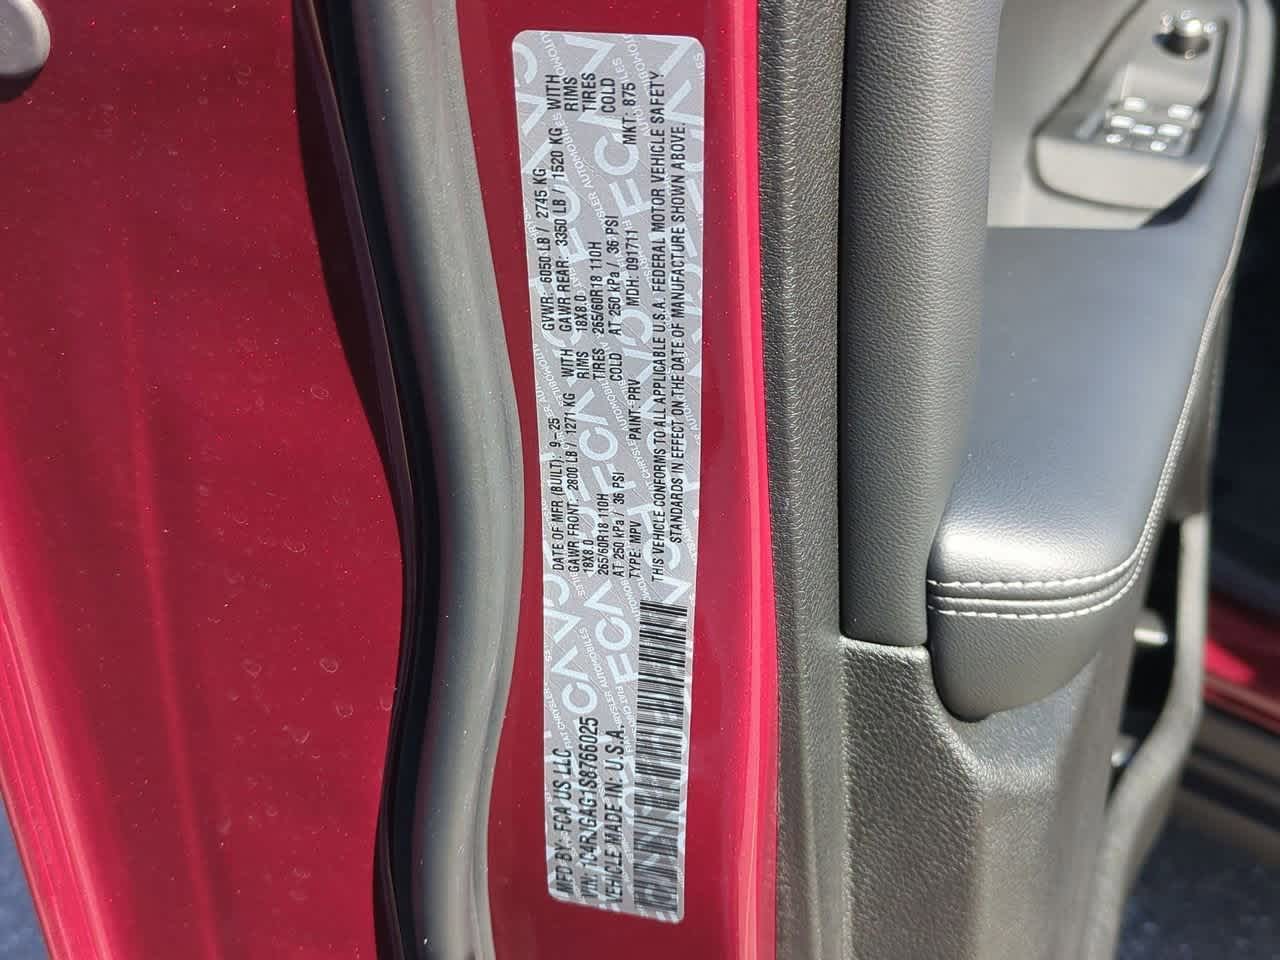 MFD BY: FCA US LLC
VIN: 1C4RJGAG1S8766025
VEHICLE MADE IN: U.S.A.
DATE OF MFR (BUILT): 9-25
GVWR: 6050 LB / 2745 KG
GAWR FRONT: 2800 LB / 1271 KG WITH
18X8.0 RIMS
265/60R18 110H TIRES
AT 250 kPa / 36 PSI COLD
GAWR REAR: 3350 LB / 1520 KG WITH
18X8.0 RIMS
265/60R18 110H TIRES
AT 250 kPa / 36 PSI COLD
TYPE: MPV PAINT: PRV MDH: 091711 MKT: 875
THIS VEHICLE CONFORMS TO ALL APPLICABLE U.S.A. FEDERAL MOTOR VEHICLE SAFETY
STANDARDS IN EFFECT ON THE DATE OF MANUFACTURE SHOWN ABOVE.